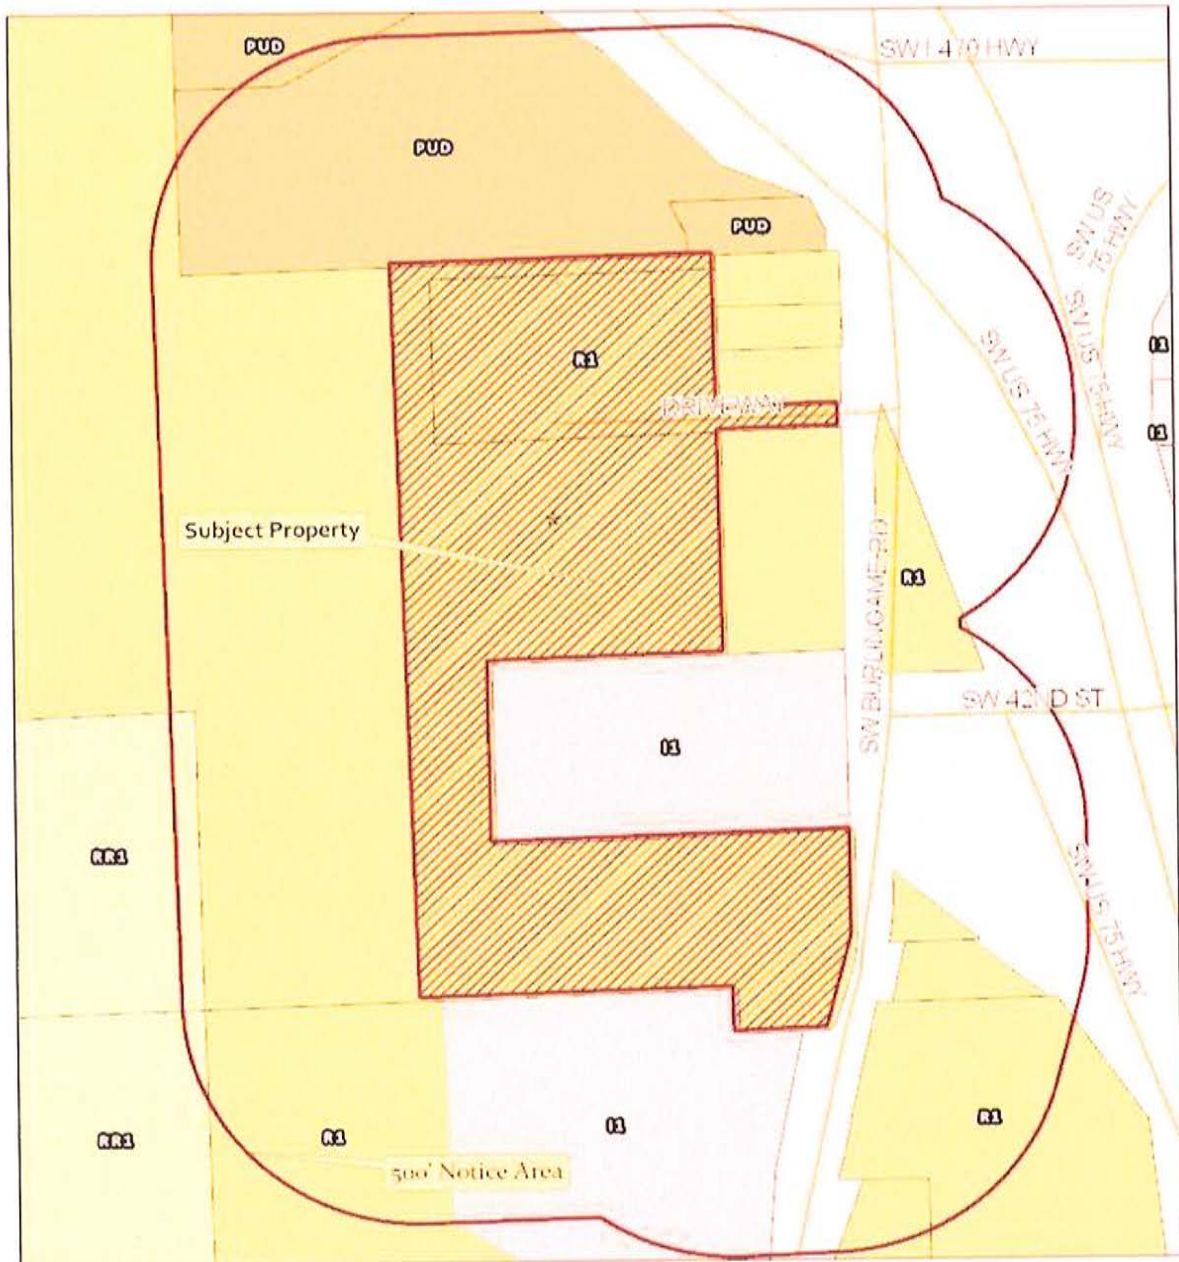 PUD
SW I 470 HWY
PUD
SW US
75 HWY
PUD
SW US 75 HWY
SW US 75 HWY
I1
R1
DRIVEWAY
I1
Subject Property
R1
SW BURLINGAME RD
SW 42ND ST
I1
RR1
SW US 75 HWY
R1
I1
RR1
R1
500' Notice Area